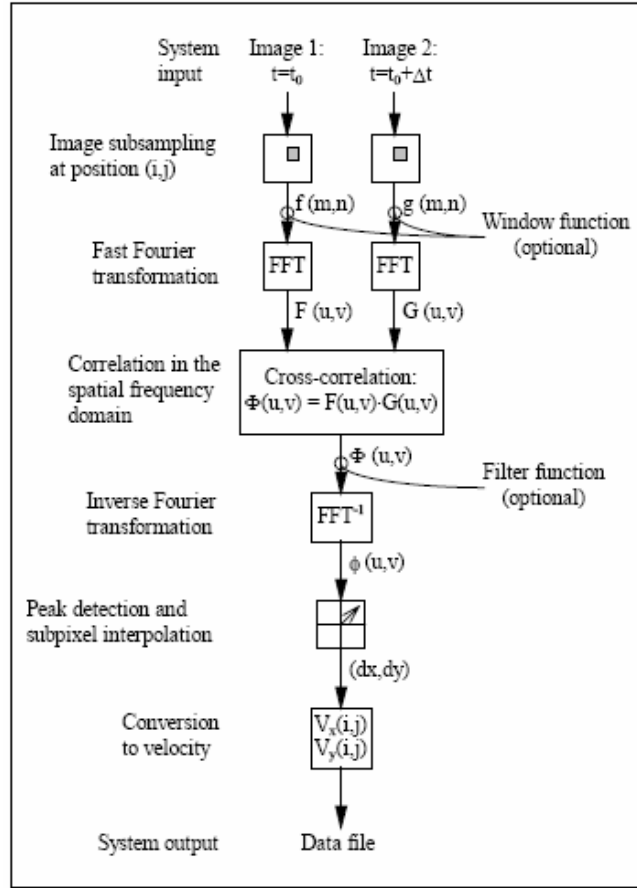 System input
Image 1: t=t₀
Image 2: t=t₀+Δt
Image subsampling at position (i,j)
f (m,n)
g (m,n)
Window function (optional)
Fast Fourier transformation
FFT
FFT
F (u,v)
G (u,v)
Correlation in the spatial frequency domain
Cross-correlation:
Φ(u,v) = F(u,v)·G(u,v)
Φ (u,v)
Filter function (optional)
Inverse Fourier transformation
FFT⁻¹
ϕ (u,v)
Peak detection and subpixel interpolation
(dx,dy)
Conversion to velocity
Vₓ(i,j)
Vᵧ(i,j)
System output
Data file